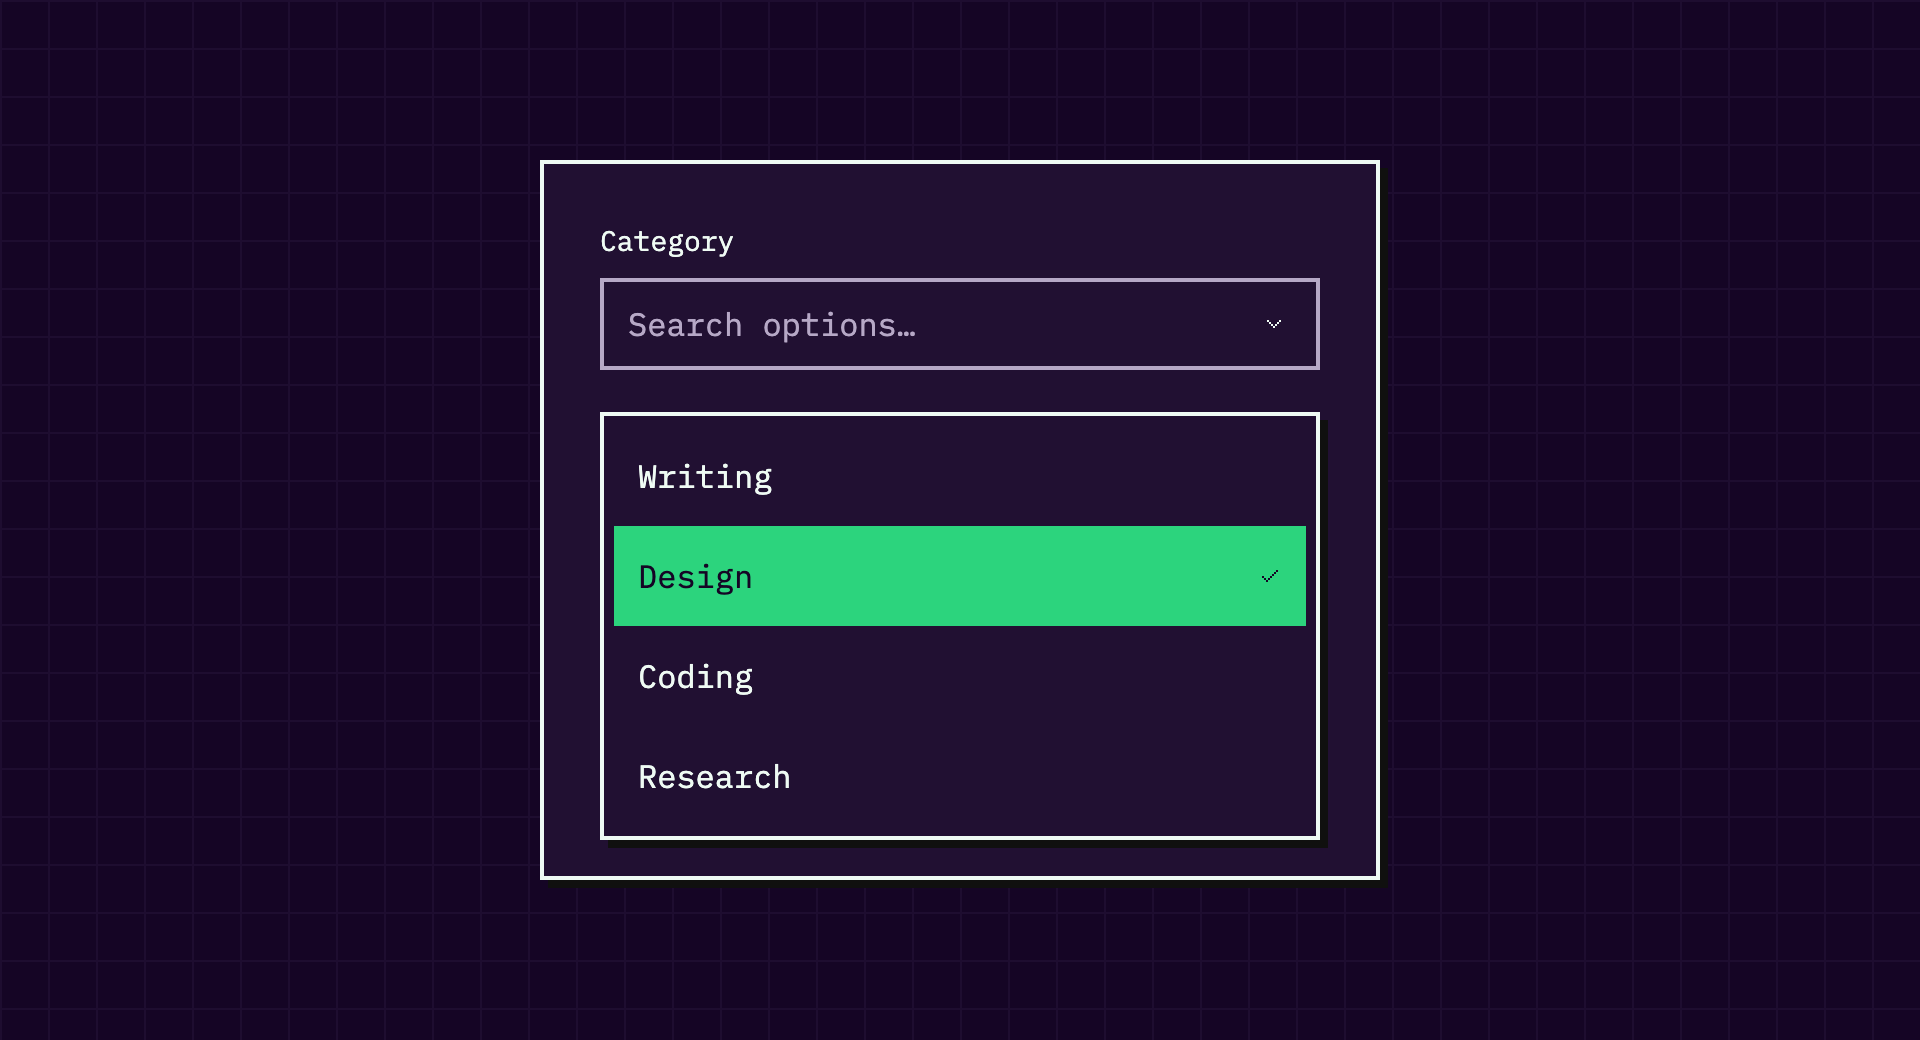 Category
Search options…
Writing
Design
Coding
Research